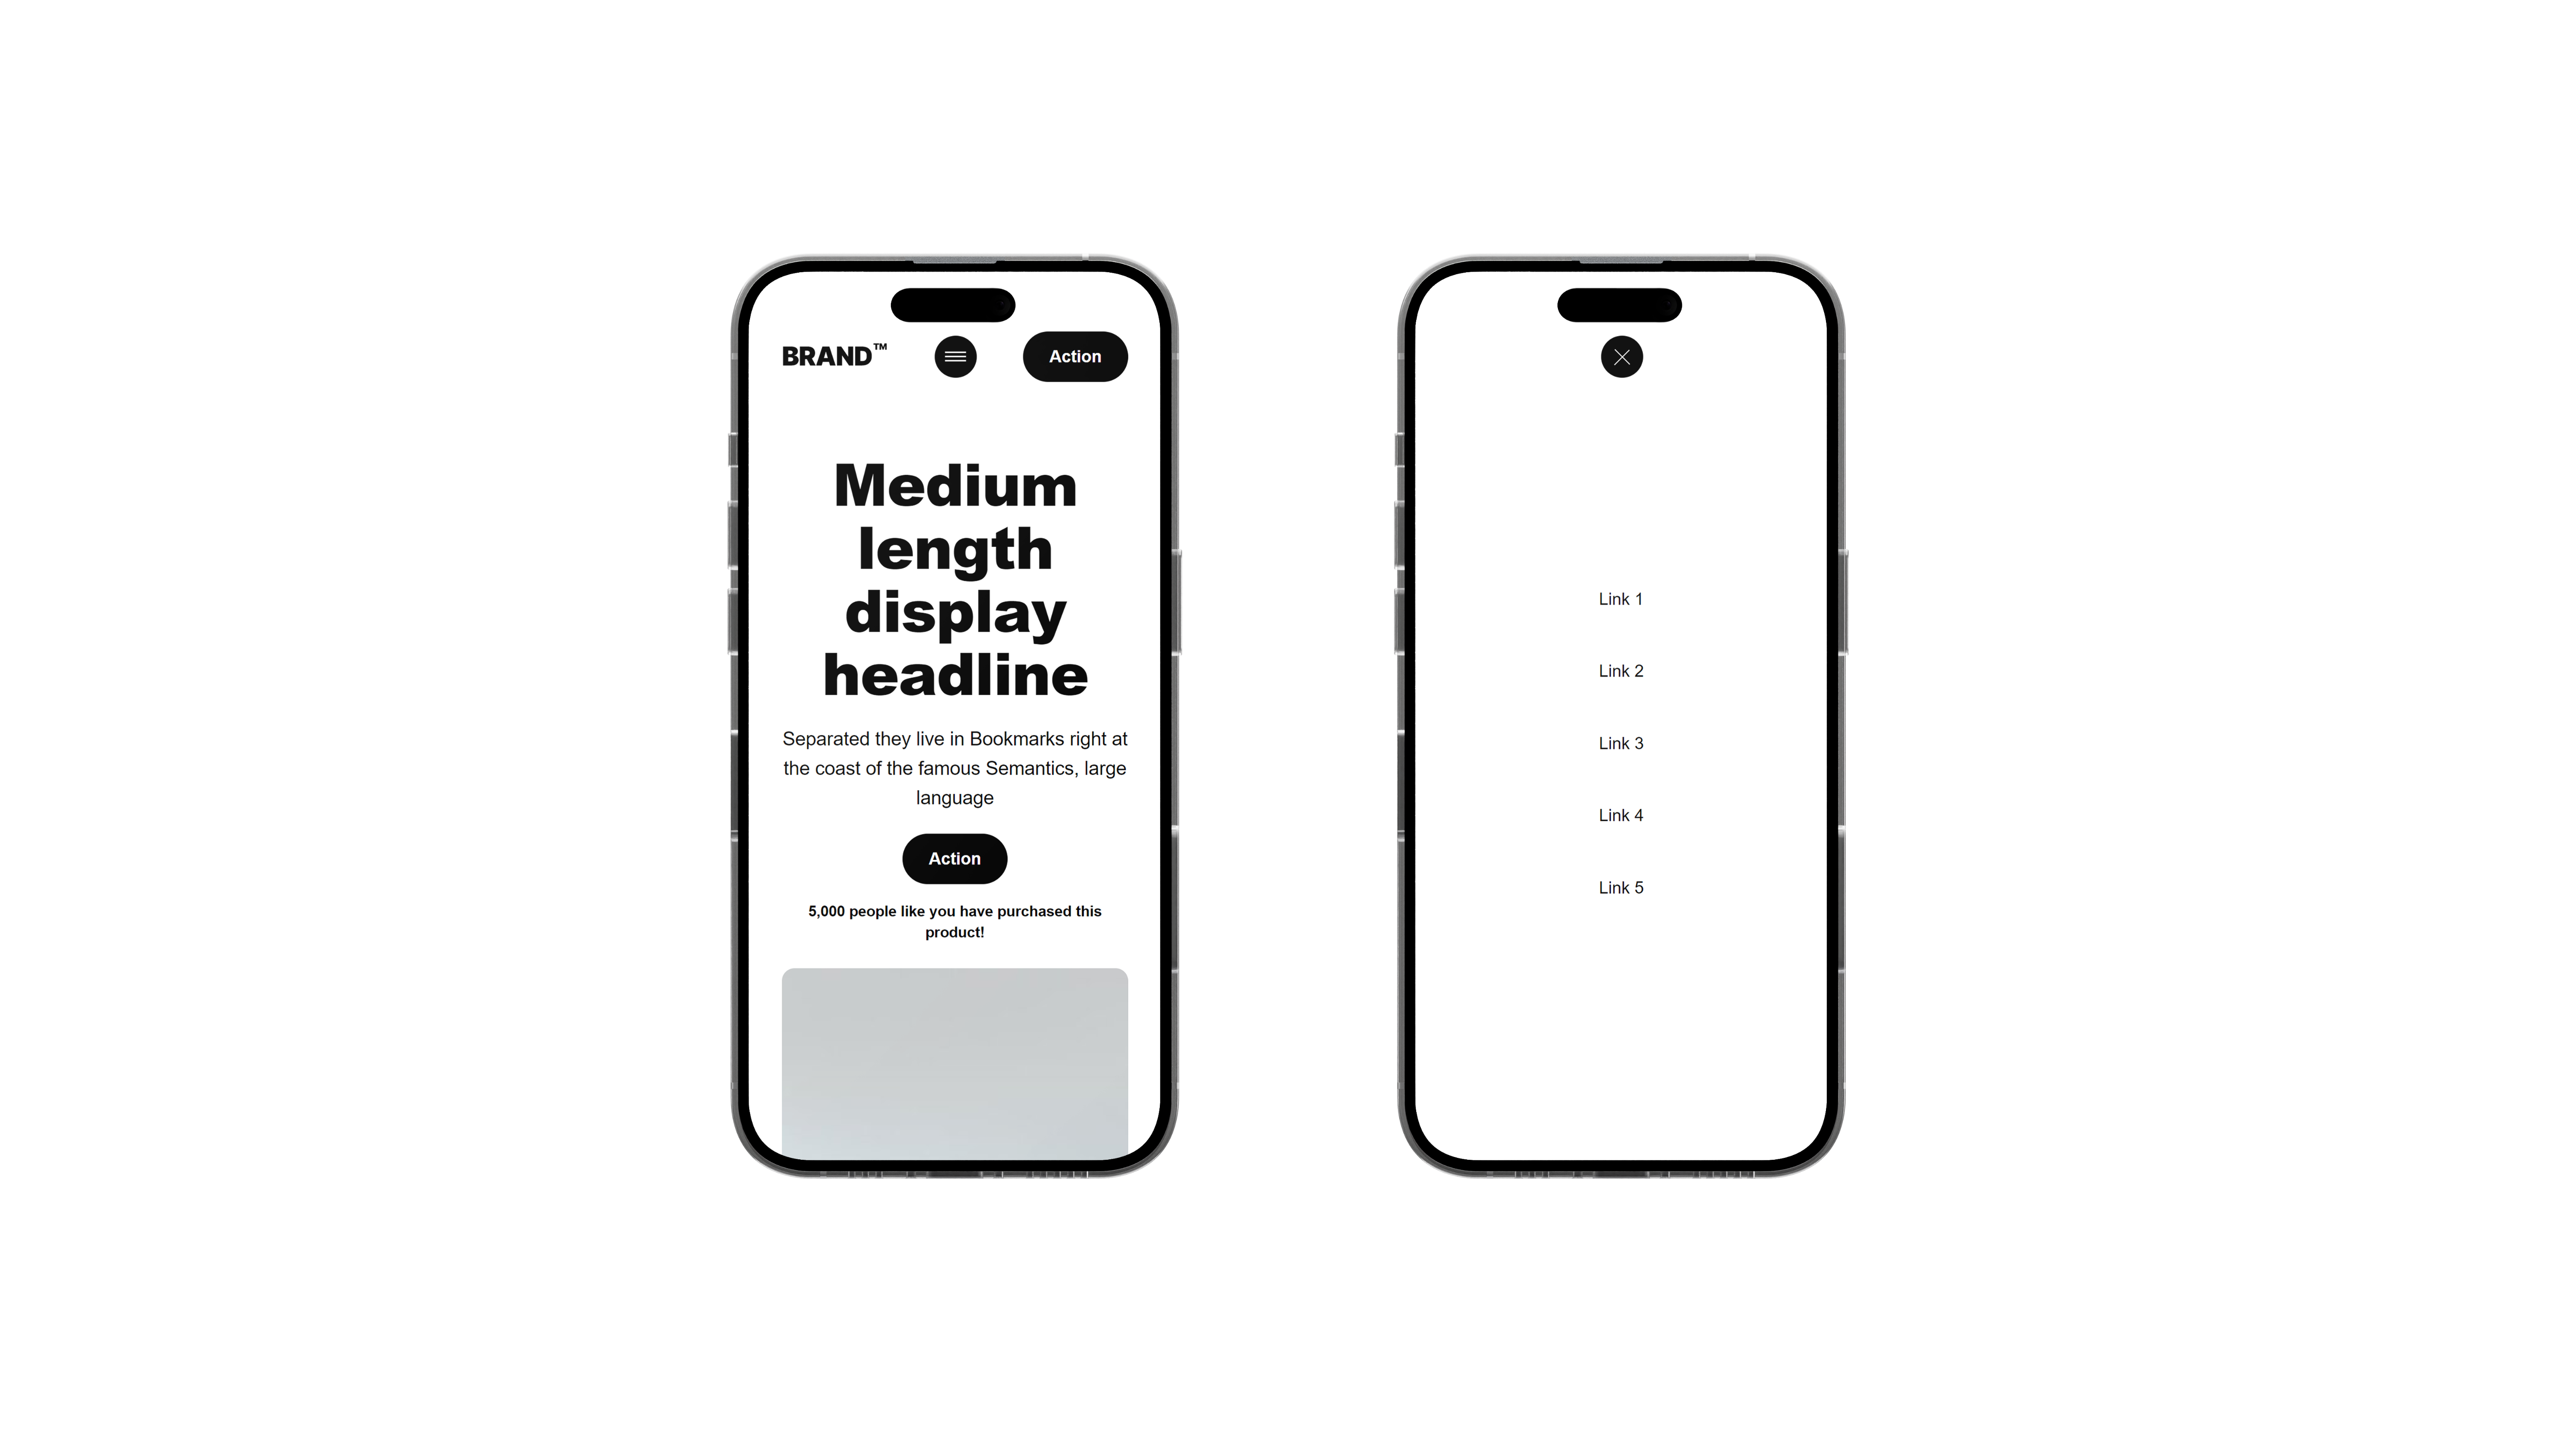 BRAND™
Action
Medium
length
display
headline
Separated they live in Bookmarks right at
the coast of the famous Semantics, large
language
Action
5,000 people like you have purchased this
product!
Link 1
Link 2
Link 3
Link 4
Link 5